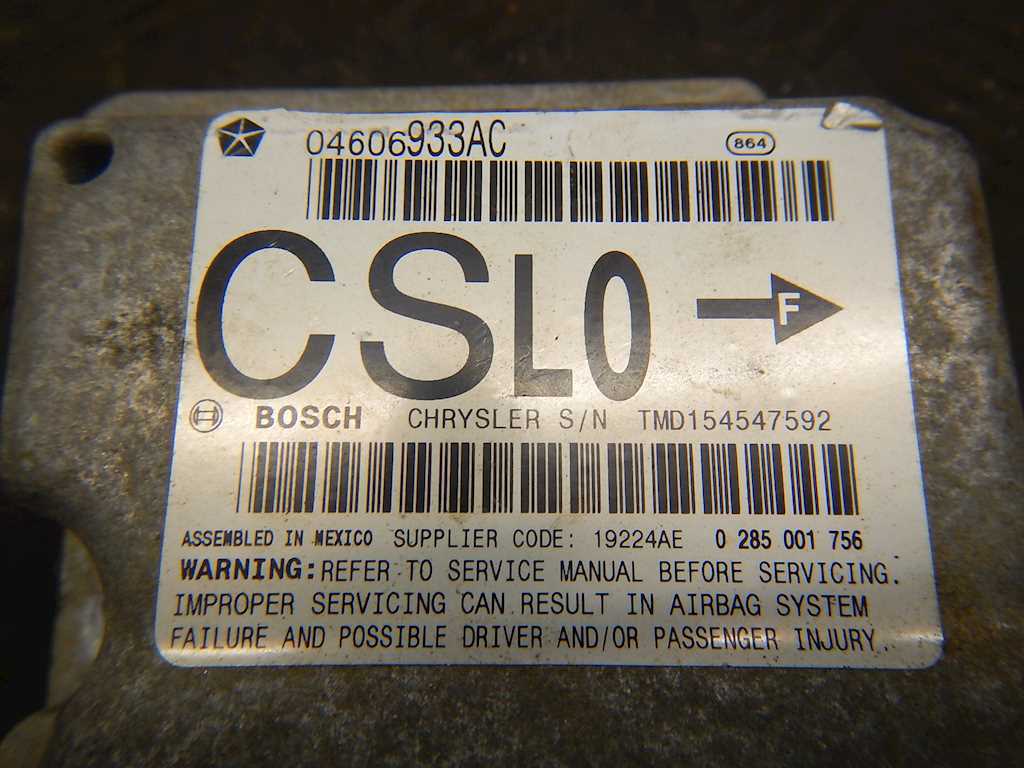 04606933AC 864
CSLO F
BOSCH CHRYSLER S/N TMD154547592
ASSEMBLED IN MEXICO SUPPLIER CODE: 19224AE 0 285 001 756
WARNING: REFER TO SERVICE MANUAL BEFORE SERVICING.
IMPROPER SERVICING CAN RESULT IN AIRBAG SYSTEM
FAILURE AND POSSIBLE DRIVER AND/OR PASSENGER INJURY.